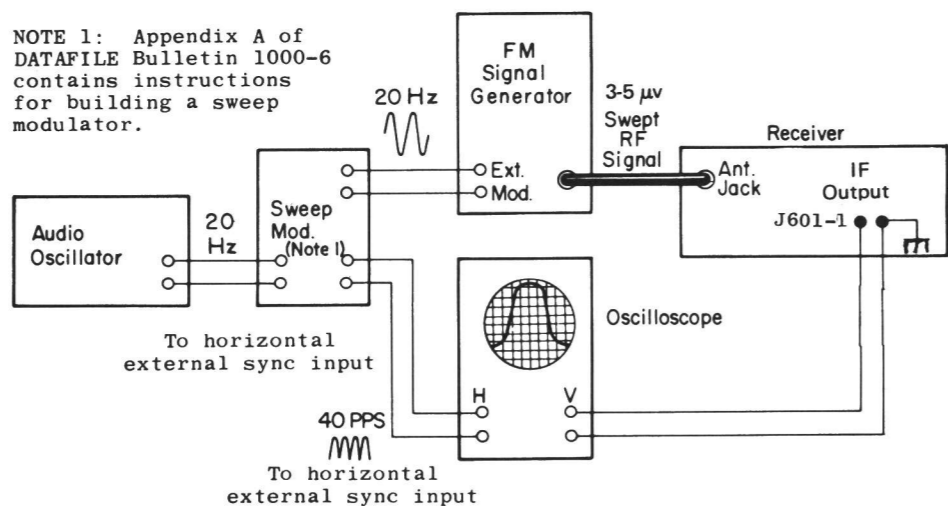 NOTE 1: Appendix A of
DATAFILE Bulletin 1000-6
contains instructions
for building a sweep
modulator.
FM
Signal
Generator
20 Hz
3-5 µv
Swept
RF
Signal
Receiver
Ext.
Mod.
Ant.
Jack
IF
Output
J601-1
Audio
Oscillator
20
Hz
Sweep
Mod.
(Note 1)
Oscilloscope
To horizontal
external sync input
H
V
40 PPS
To horizontal
external sync input